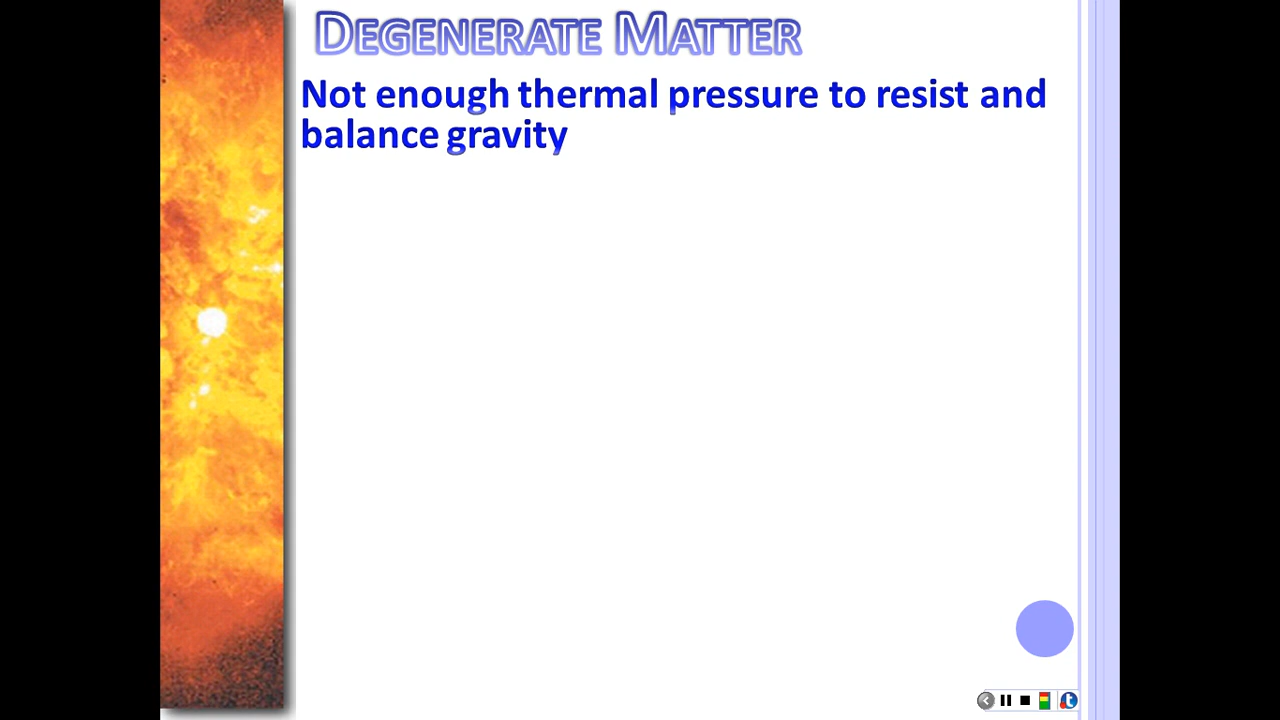 DEGENERATE MATTER
Not enough thermal pressure to resist and
balance gravity